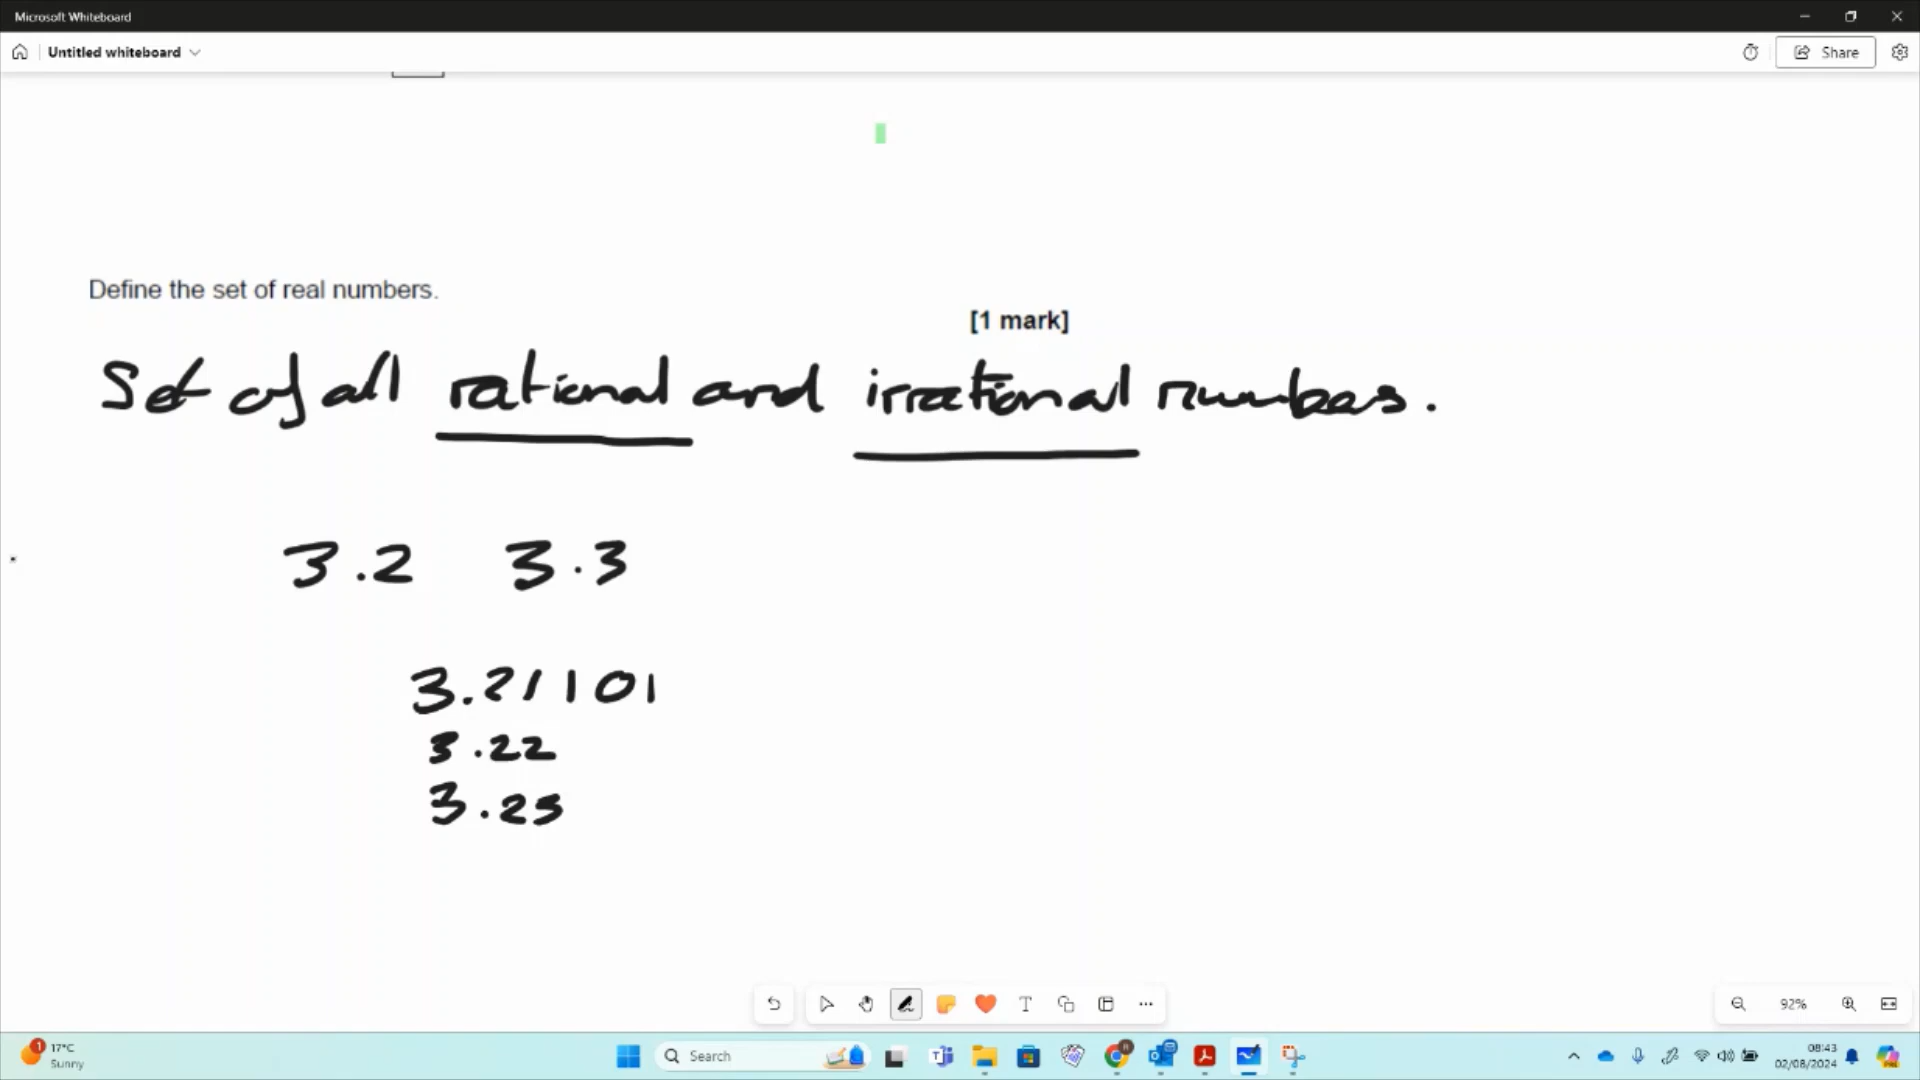 Microsoft Whiteboard
Untitled whiteboard
Share
Define the set of real numbers.
[1 mark]
Set of all rational and irrational numbers.
3.2 3.3
3.21101
3.22
3.23
92%
1
17°C
Sunny
Search
08:43
02/08/2024